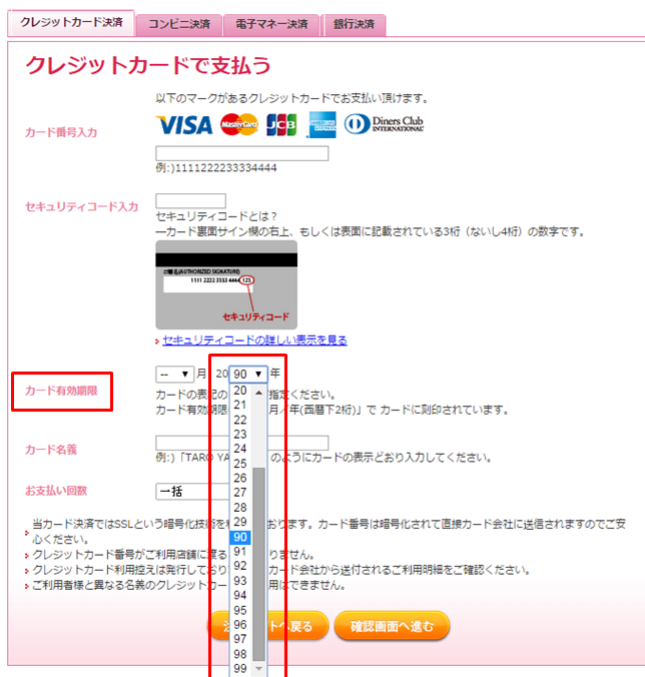 クレジットカード決済 コンビニ決済 電子マネー決済 銀行決済
クレジットカードで支払う
以下のマークがあるクレジットカードでお支払い頂けます。
カード番号入力
VISA MasterCard JCB Diners Club INTERNATIONAL
例:)1111222233334444
セキュリティコード入力
セキュリティコードとは？
―カード裏面サイン欄の右上、もしくは表面に記載されている3桁（ないし4桁）の数字です。
(AUTHORIZED SIGNATURE)
1111 2222 3333 4444 123
セキュリティコード
セキュリティコードの詳しい表示を見る
カード有効期限
-- ▼ 月 20 90 ▼ 年
カードの表記の 指定ください。
カード有効期限 月／年(西暦下2桁)」で カードに刻印されています。
20
21
22
23
24
25
26
27
28
29
90
91
92
93
94
95
96
97
98
99
カード名義
例:)「TARO YA のようにカードの表示どおり入力してください。
お支払い回数
一括
当カード決済ではSSLという暗号化技術を おります。カード番号は暗号化されて直接カード会社に送信されますのでご安
心ください。
クレジットカード番号がご利用店舗に渡る りません。
クレジットカード利用控えは発行しており カード会社から送付されるご利用明細をご確認ください。
ご利用者様と異なる名義のクレジットカー 用はできません。
トへ戻る 確認画面へ進む